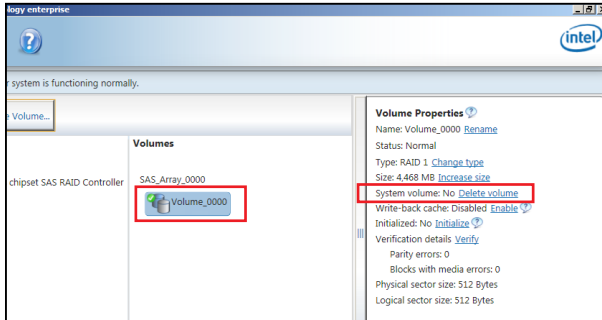 ology enterprise
intel
r system is functioning normally.
e Volume...
Volumes
chipset SAS RAID Controller
SAS_Array_0000
Volume_0000
Volume Properties
Name: Volume_0000 Rename
Status: Normal
Type: RAID 1 Change type
Size: 4,468 MB Increase size
System volume: No Delete volume
Write-back cache: Disabled Enable
Initialized: No Initialize
Verification details Verify
Parity errors: 0
Blocks with media errors: 0
Physical sector size: 512 Bytes
Logical sector size: 512 Bytes